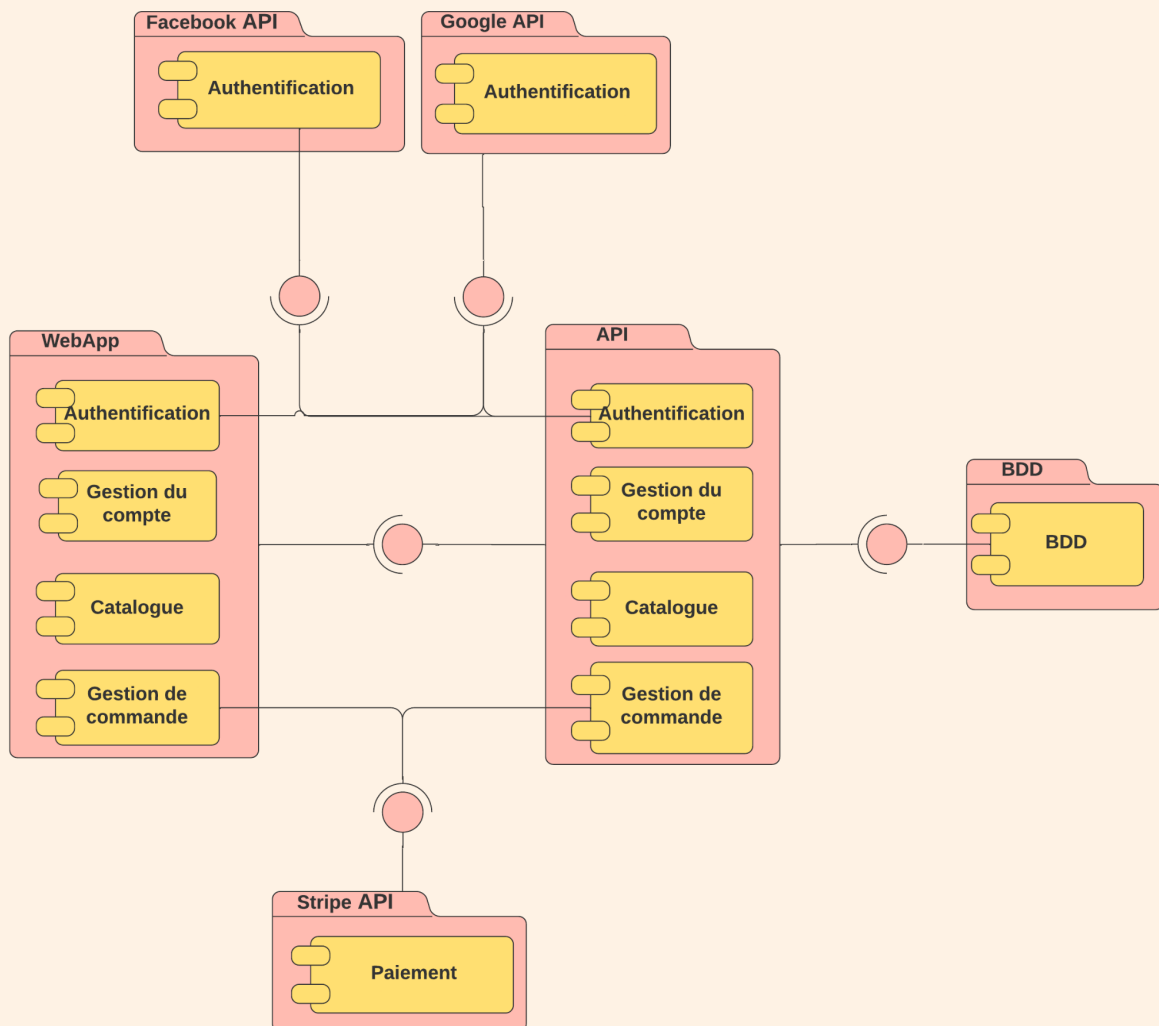 Facebook API
Google API
Authentification
Authentification
WebApp
API
Authentification
Authentification
Gestion du
compte
Gestion du
compte
BDD
BDD
Catalogue
Catalogue
Gestion de
commande
Gestion de
commande
Stripe API
Paiement